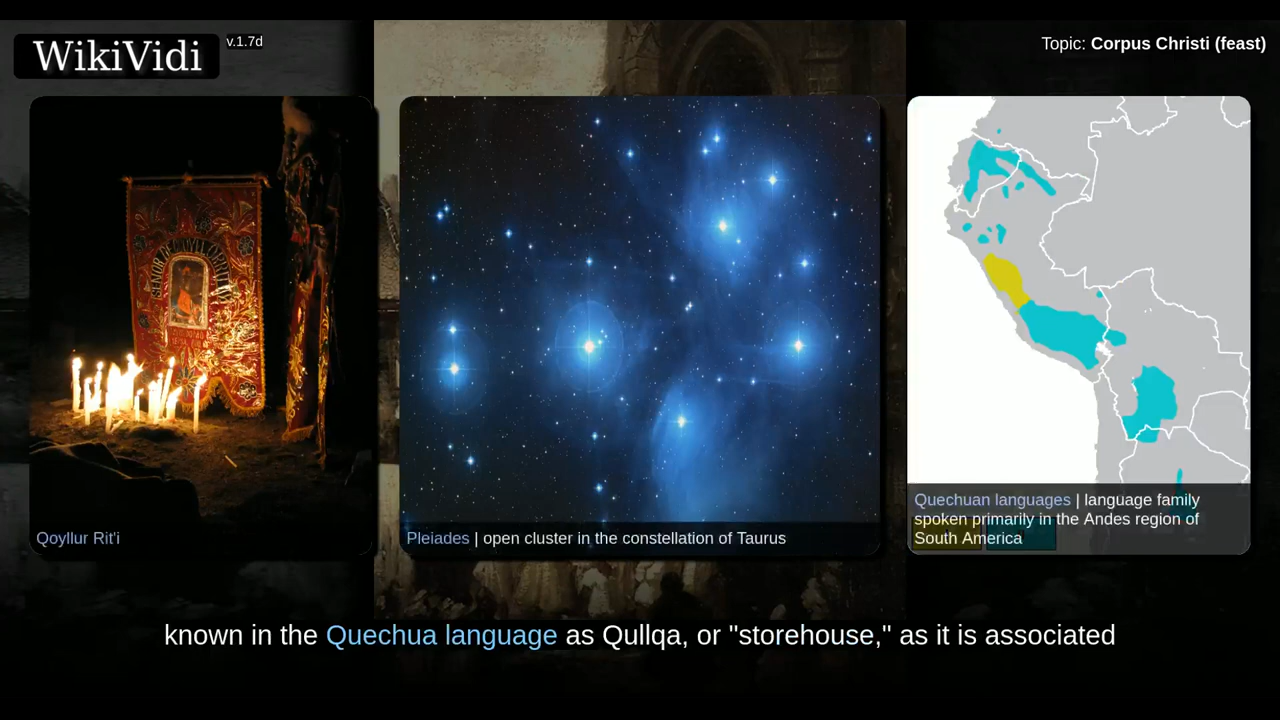 WikiVidi
v.1.7d
Topic: Corpus Christi (feast)
Qoyllur Rit'i
Pleiades | open cluster in the constellation of Taurus
Quechuan languages | language family
spoken primarily in the Andes region of
South America
known in the Quechua language as Qullqa, or "storehouse," as it is associated